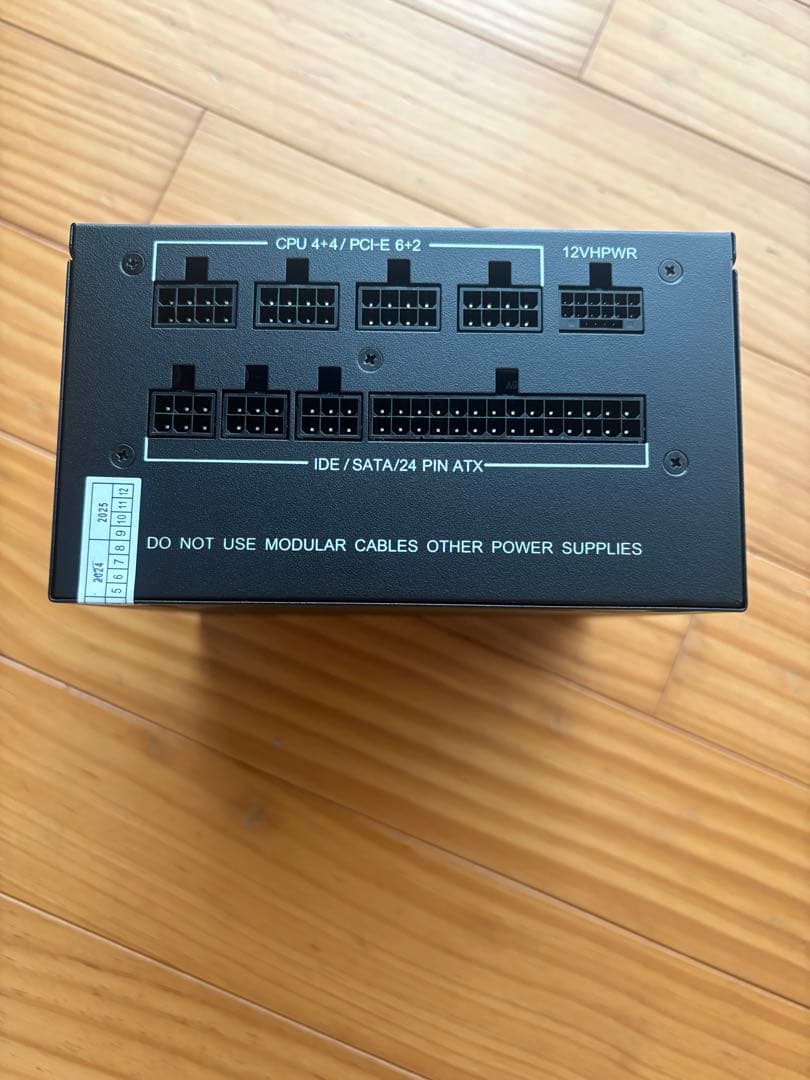 CPU 4+4 / PCI-E 6+2
12VHPWR
IDE / SATA/24 PIN ATX
DO NOT USE MODULAR CABLES OTHER POWER SUPPLIES
2024 2025
5 6 7 8 9 10 11 12